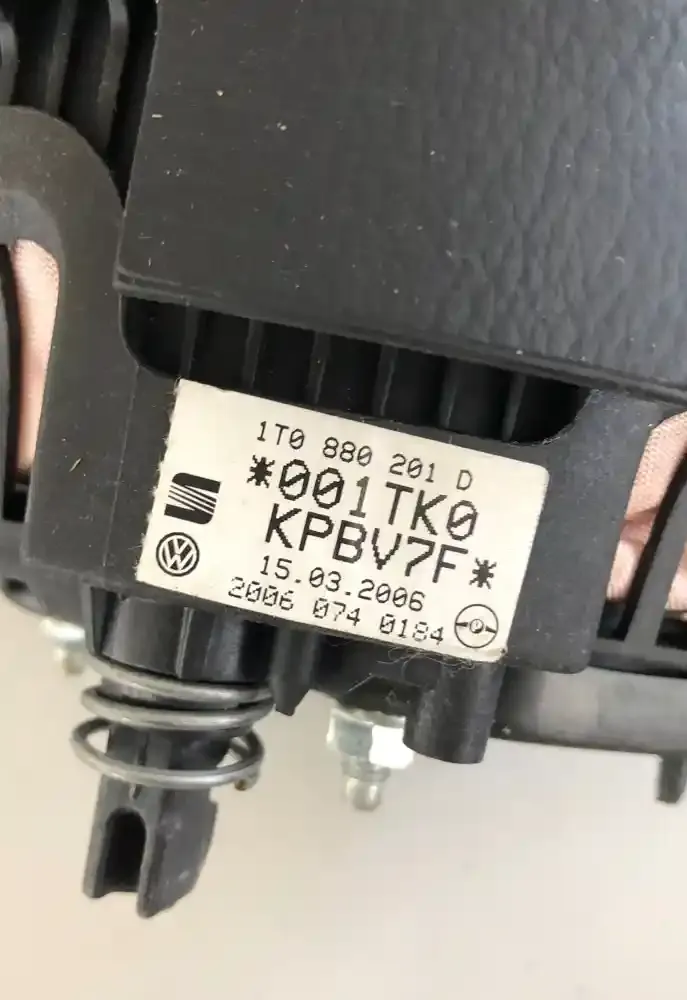 1T0 880 201 D
*001TK0
KPBV7F*
15.03.2006
2006 074 0184